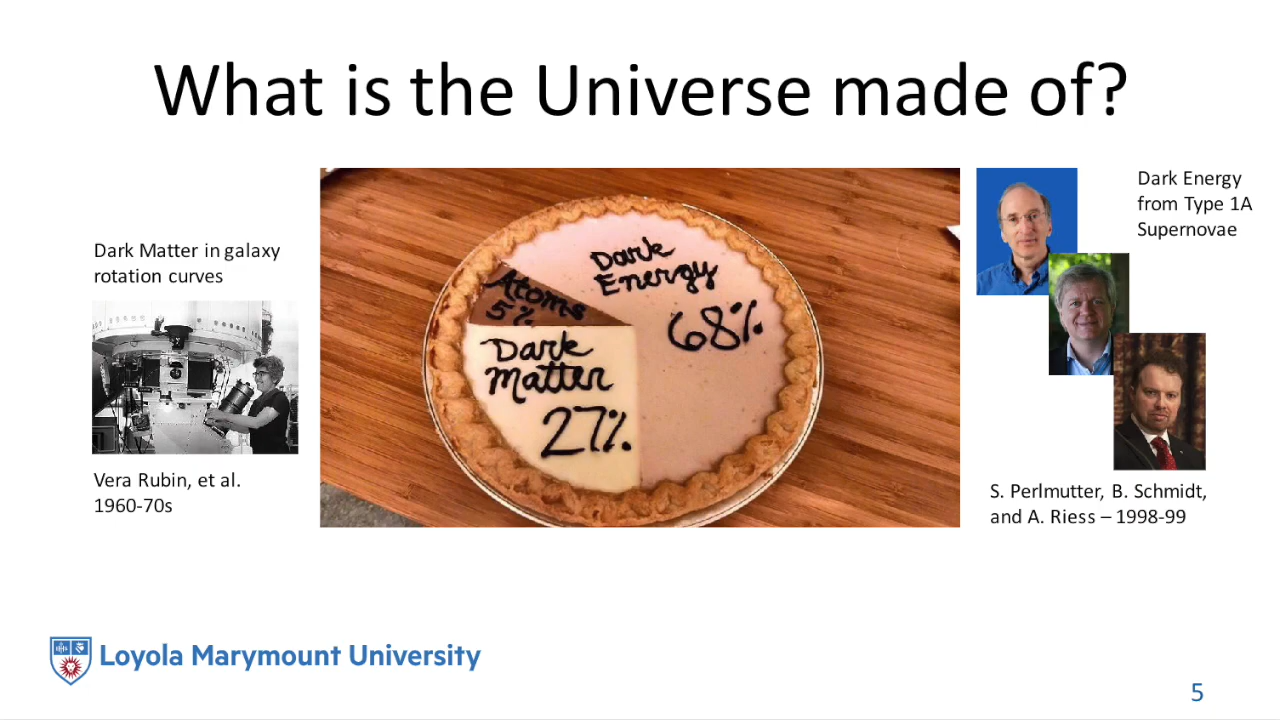 What is the Universe made of?
Dark Matter in galaxy
rotation curves
Vera Rubin, et al.
1960-70s
Dark
Energy
68%
Atoms
5%
Dark
Matter
27%
Dark Energy
from Type 1A
Supernovae
S. Perlmutter, B. Schmidt,
and A. Riess – 1998-99
Loyola Marymount University
5